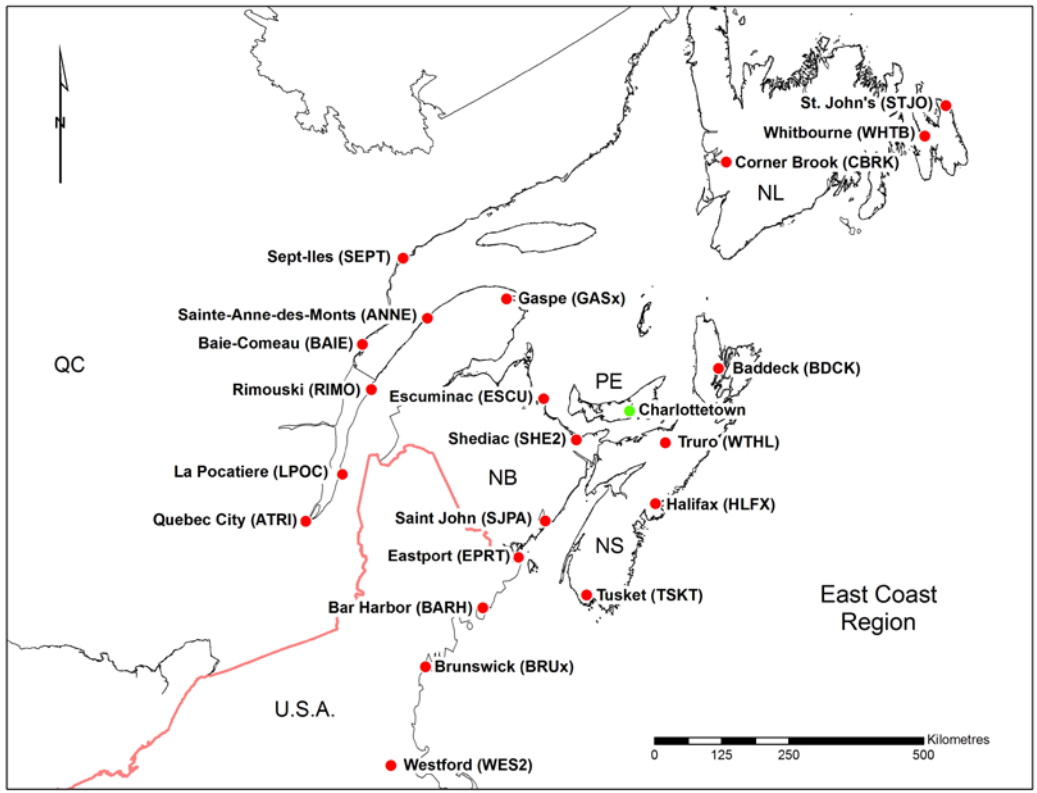 N
St. John's (STJO)
Whitbourne (WHTB)
Corner Brook (CBRK)
NL
Sept-Iles (SEPT)
Gaspe (GASx)
Sainte-Anne-des-Monts (ANNE)
Baie-Comeau (BAIE)
QC
Baddeck (BDCK)
PE
Rimouski (RIMO)
Escuminac (ESCU)
Charlottetown
Shediac (SHE2)
Truro (WTHL)
La Pocatiere (LPOC)
NB
Halifax (HLFX)
Quebec City (ATRI)
Saint John (SJPA)
NS
Eastport (EPRT)
Tusket (TSKT)
East Coast
Region
Bar Harbor (BARH)
Brunswick (BRUx)
U.S.A.
Kilometres
0 125 250 500
Westford (WES2)